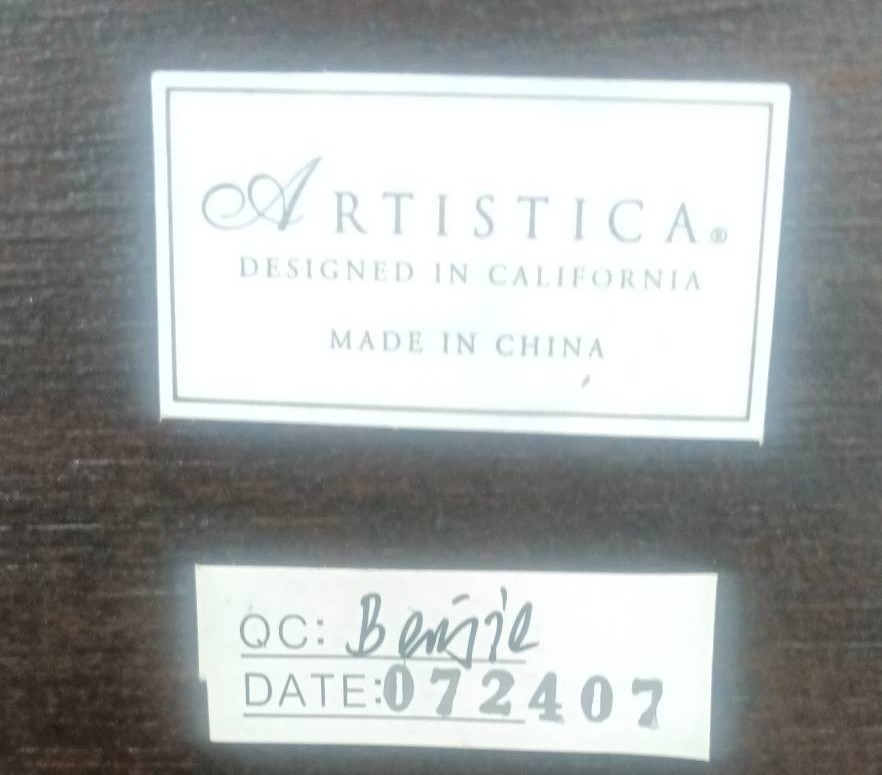 ARTISTICA®
DESIGNED IN CALIFORNIA
MADE IN CHINA
QC: Benjie
DATE:072407